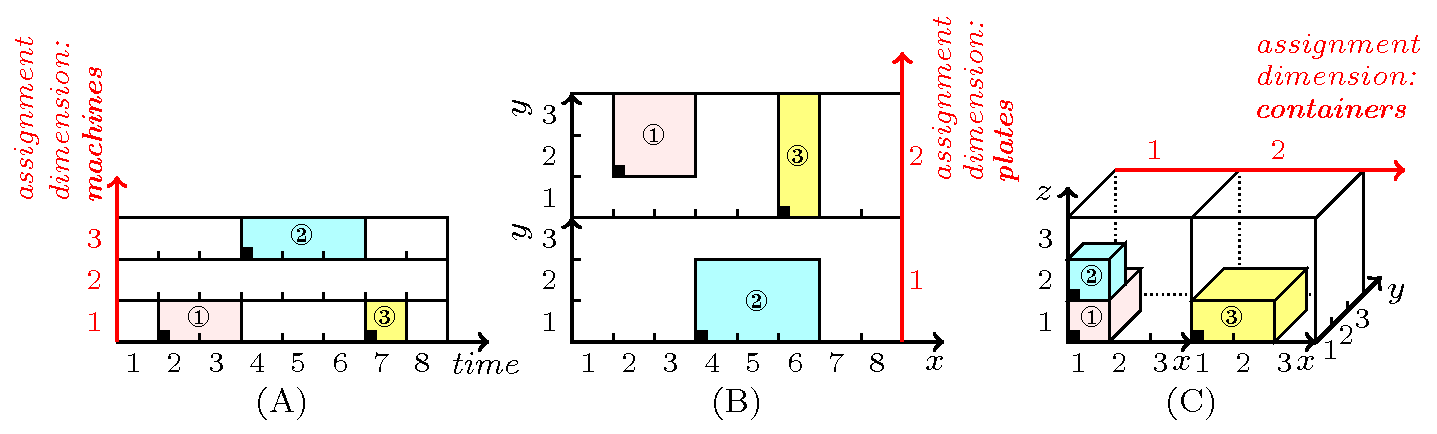 assignment
dimension:
machines
3
2
1
①
②
③
1 2 3 4 5 6 7 8 time
(A)
assignment
dimension:
plates
2
1
y
3
2
1
①
③
y
3
2
1
②
1 2 3 4 5 6 7 8 x
(B)
assignment
dimension:
containers
1 2
z
3
2
1
②
①
③
y
3
2
1
1 2 3 x 1 2 3 x
(C)